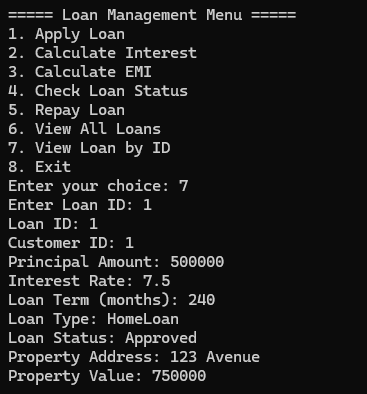 ===== Loan Management Menu =====
1. Apply Loan
2. Calculate Interest
3. Calculate EMI
4. Check Loan Status
5. Repay Loan
6. View All Loans
7. View Loan by ID
8. Exit
Enter your choice: 7
Enter Loan ID: 1
Loan ID: 1
Customer ID: 1
Principal Amount: 500000
Interest Rate: 7.5
Loan Term (months): 240
Loan Type: HomeLoan
Loan Status: Approved
Property Address: 123 Avenue
Property Value: 750000